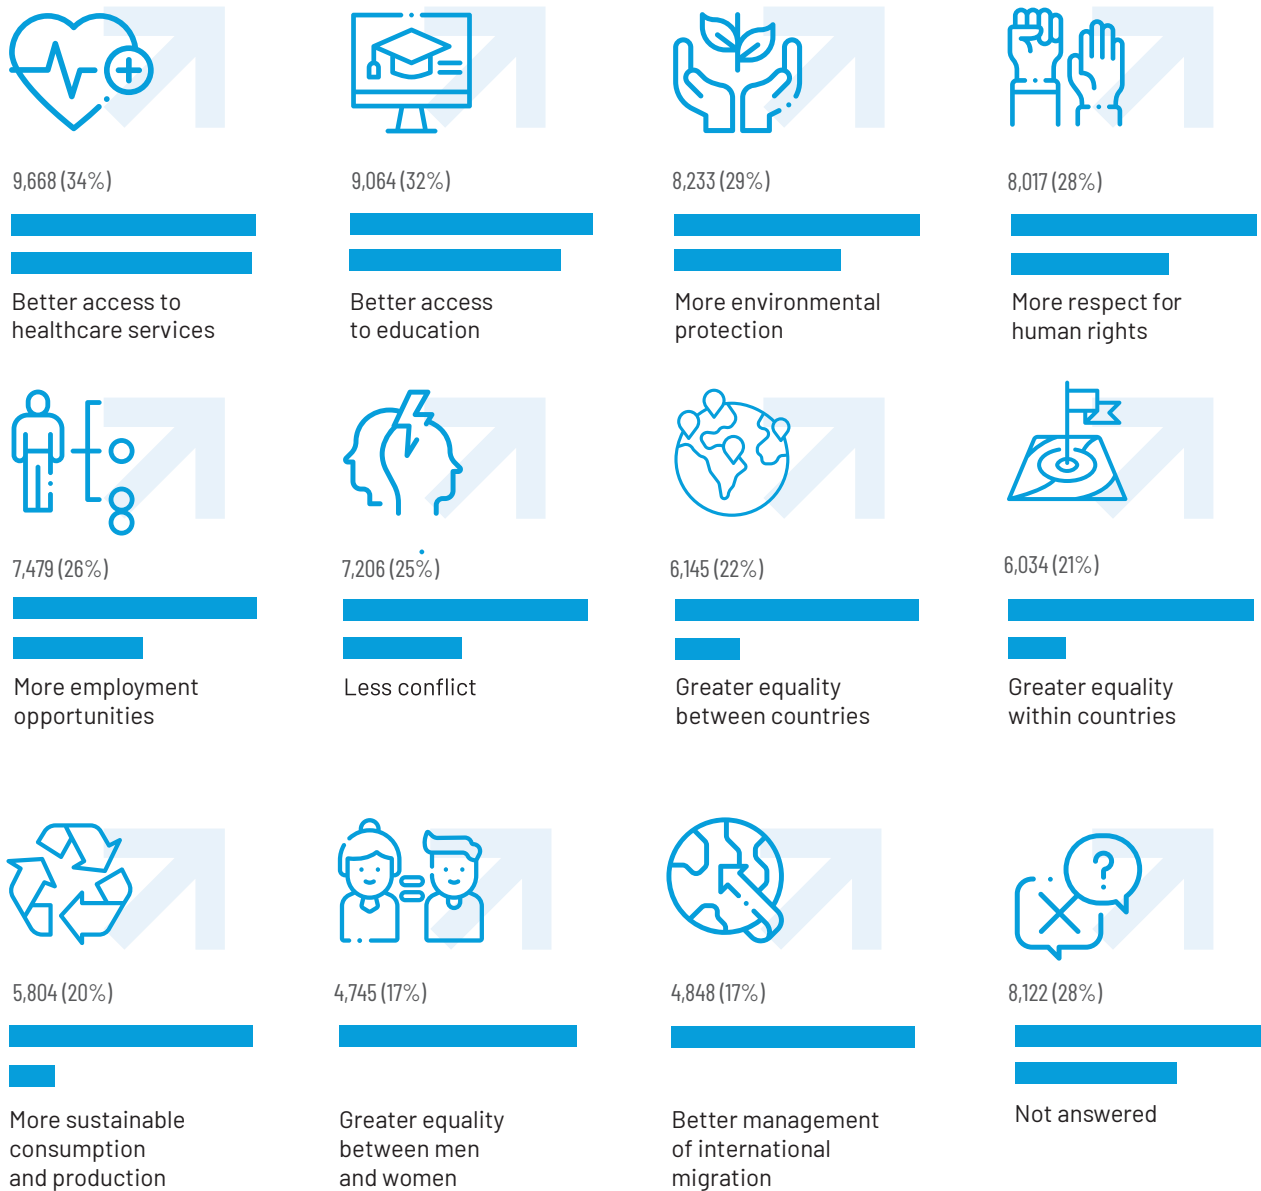 9,668 (34%)
9,064 (32%)
8,233 (29%)
8,017 (28%)
Better access to
healthcare services
Better access
to education
More environmental
protection
More respect for
human rights
7,479 (26%)
7,206 (25%)
6,145 (22%)
6,034 (21%)
More employment
opportunities
Less conflict
Greater equality
between countries
Greater equality
within countries
?
5,804 (20%)
4,745 (17%)
4,848 (17%)
8,122 (28%)
More sustainable
consumption
and production
Greater equality
between men
and women
Better management
of international
migration
Not answered